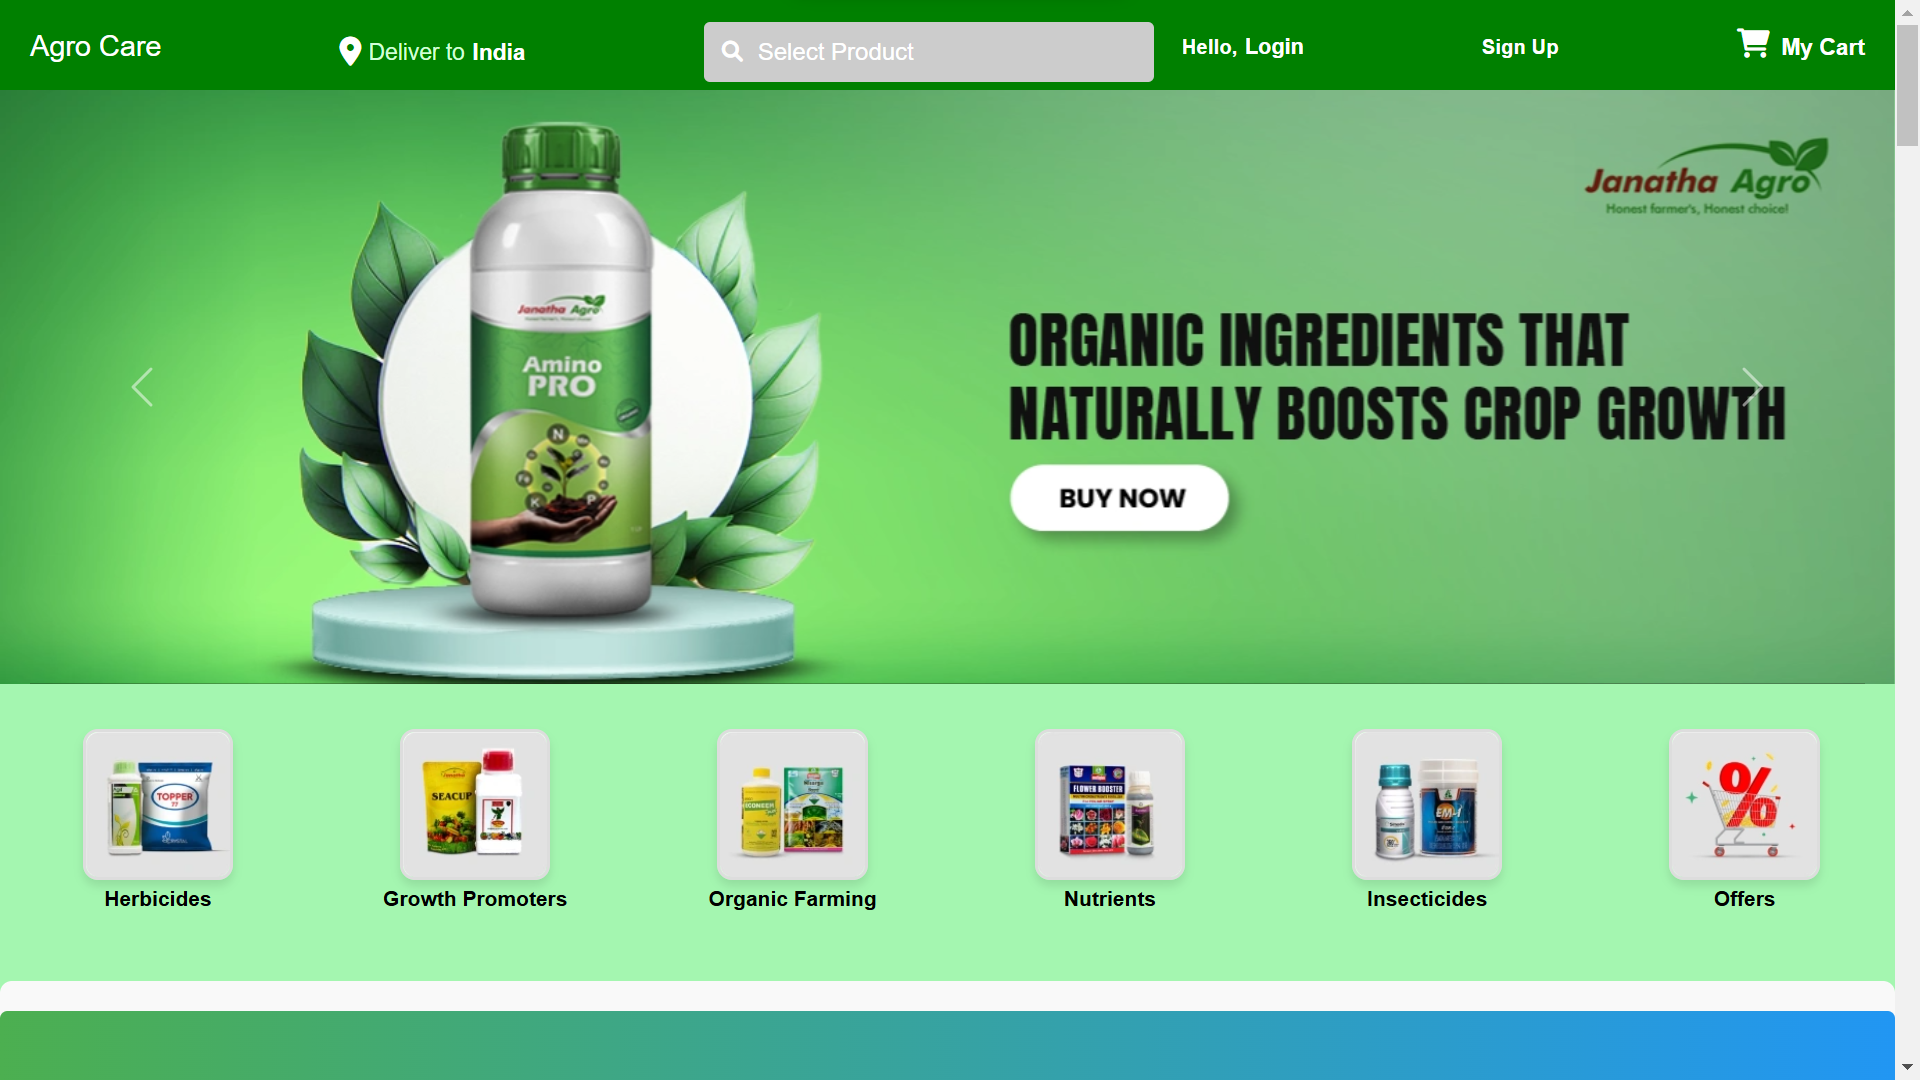 Agro Care
Deliver to India
Select Product
Hello, Login
Sign Up
My Cart
Janatha Agro
Honest farmer's, Honest choice!
Janatha Agro
Amino
PRO
N
Fe
K
P
ORGANIC INGREDIENTS THAT
NATURALLY BOOSTS CROP GROWTH
BUY NOW
TOPPER
77
SEACUP
FLOWER BOOSTER
EM-1
%
Herbicides
Growth Promoters
Organic Farming
Nutrients
Insecticides
Offers